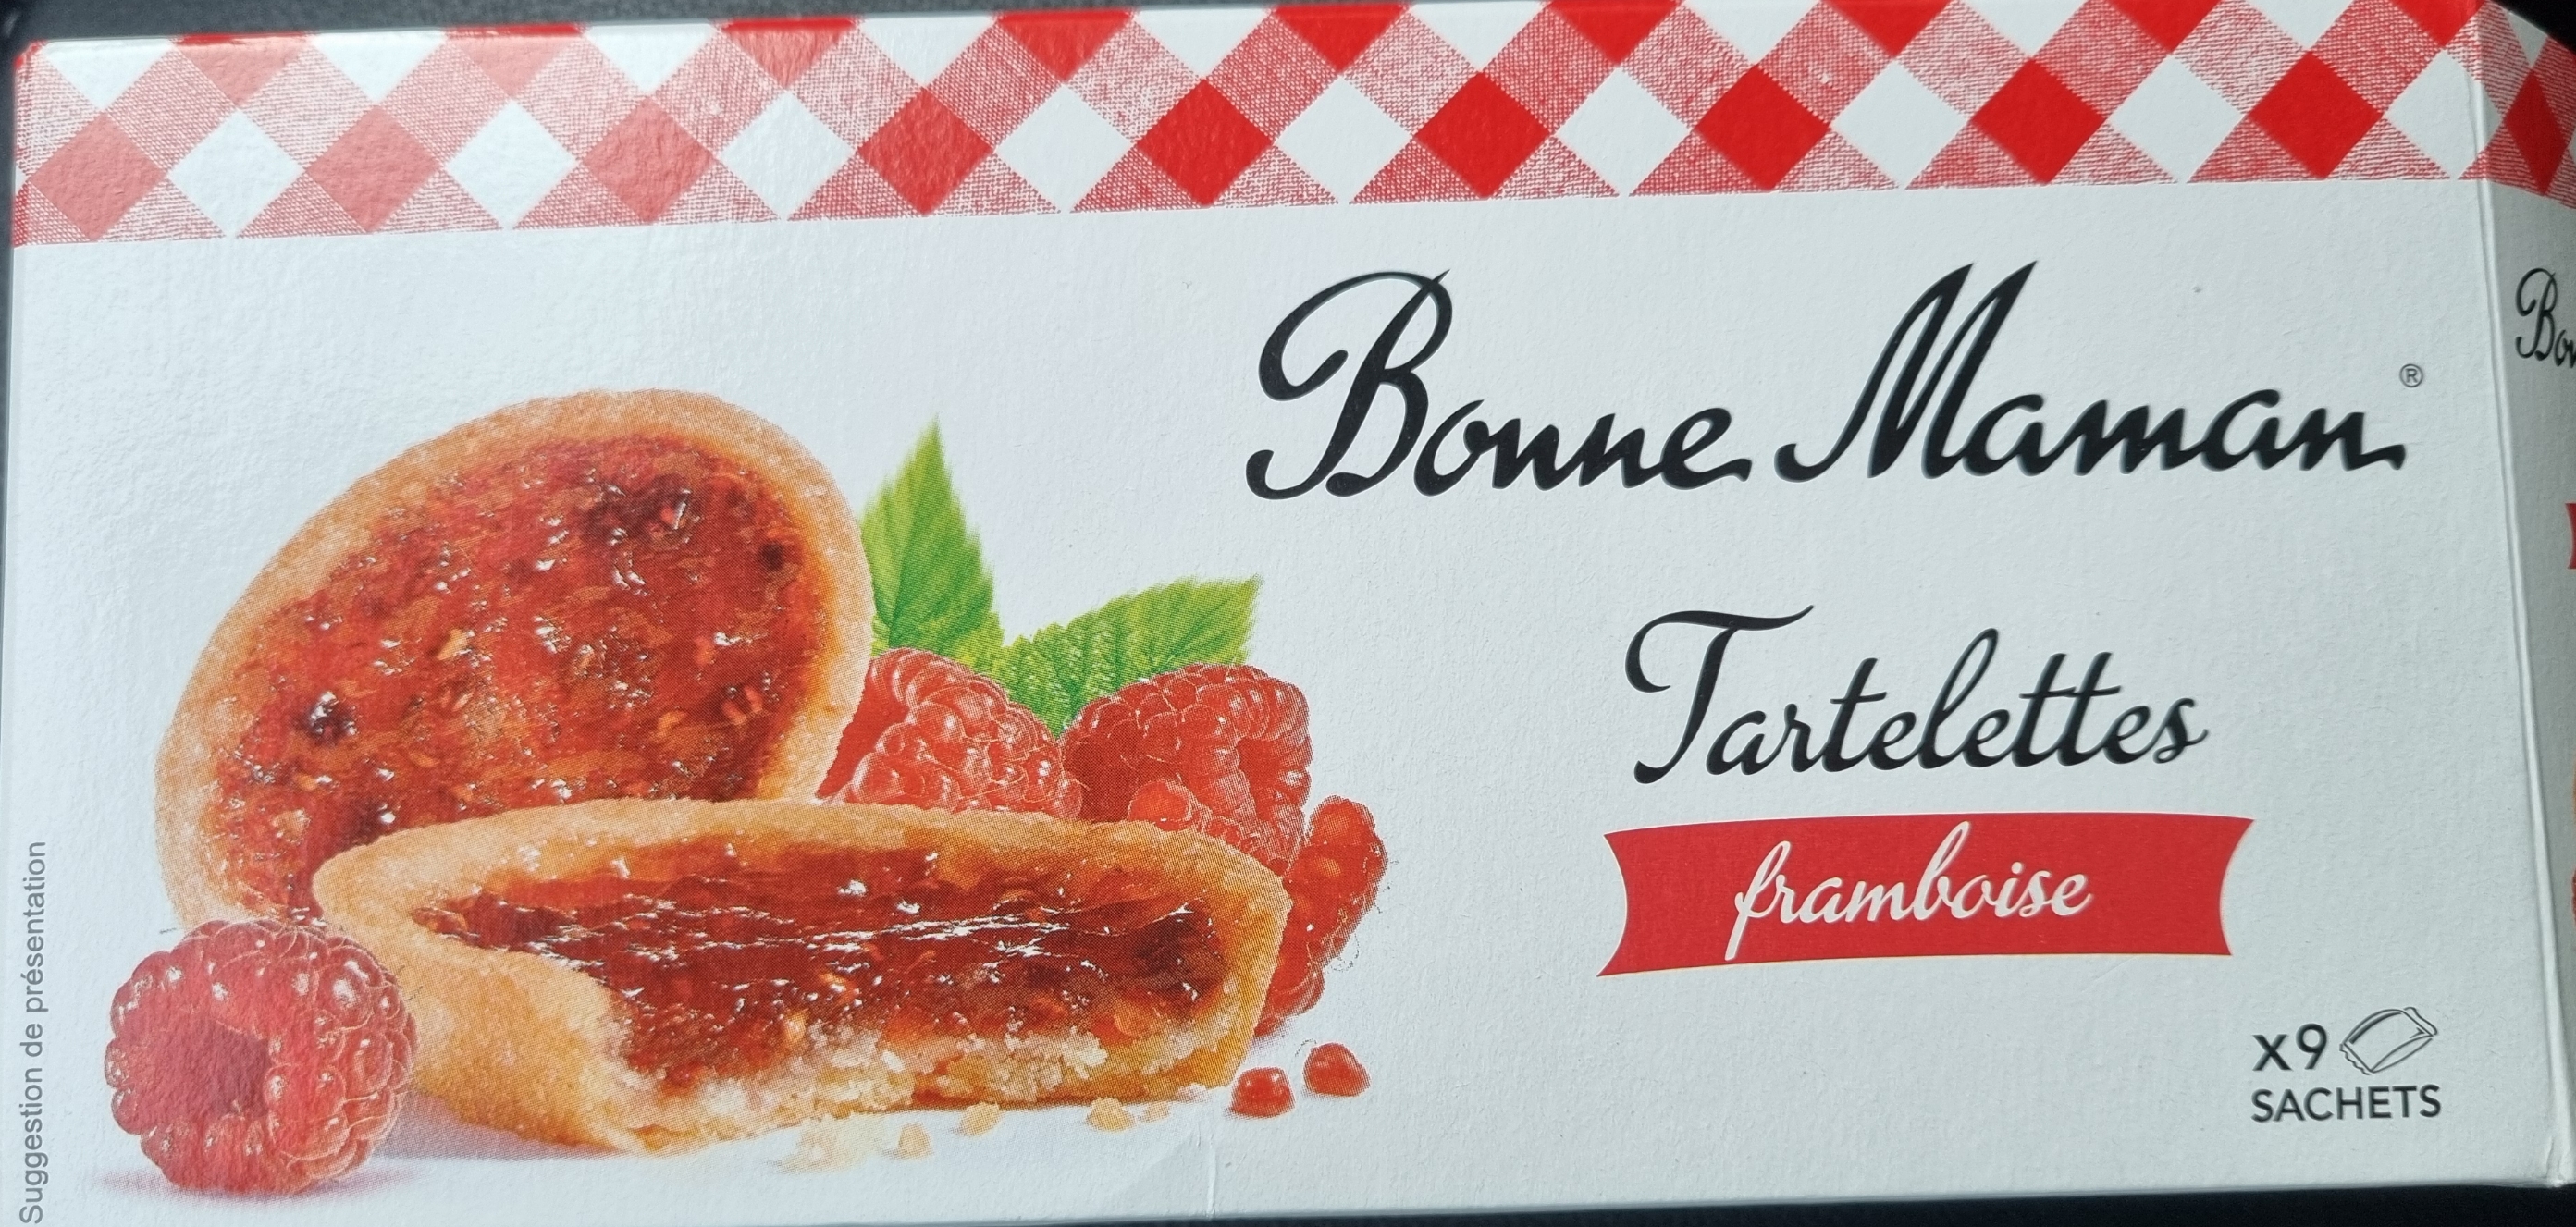 Bonne Maman®
Tartelettes
framboise
x9
SACHETS
Suggestion de présentation